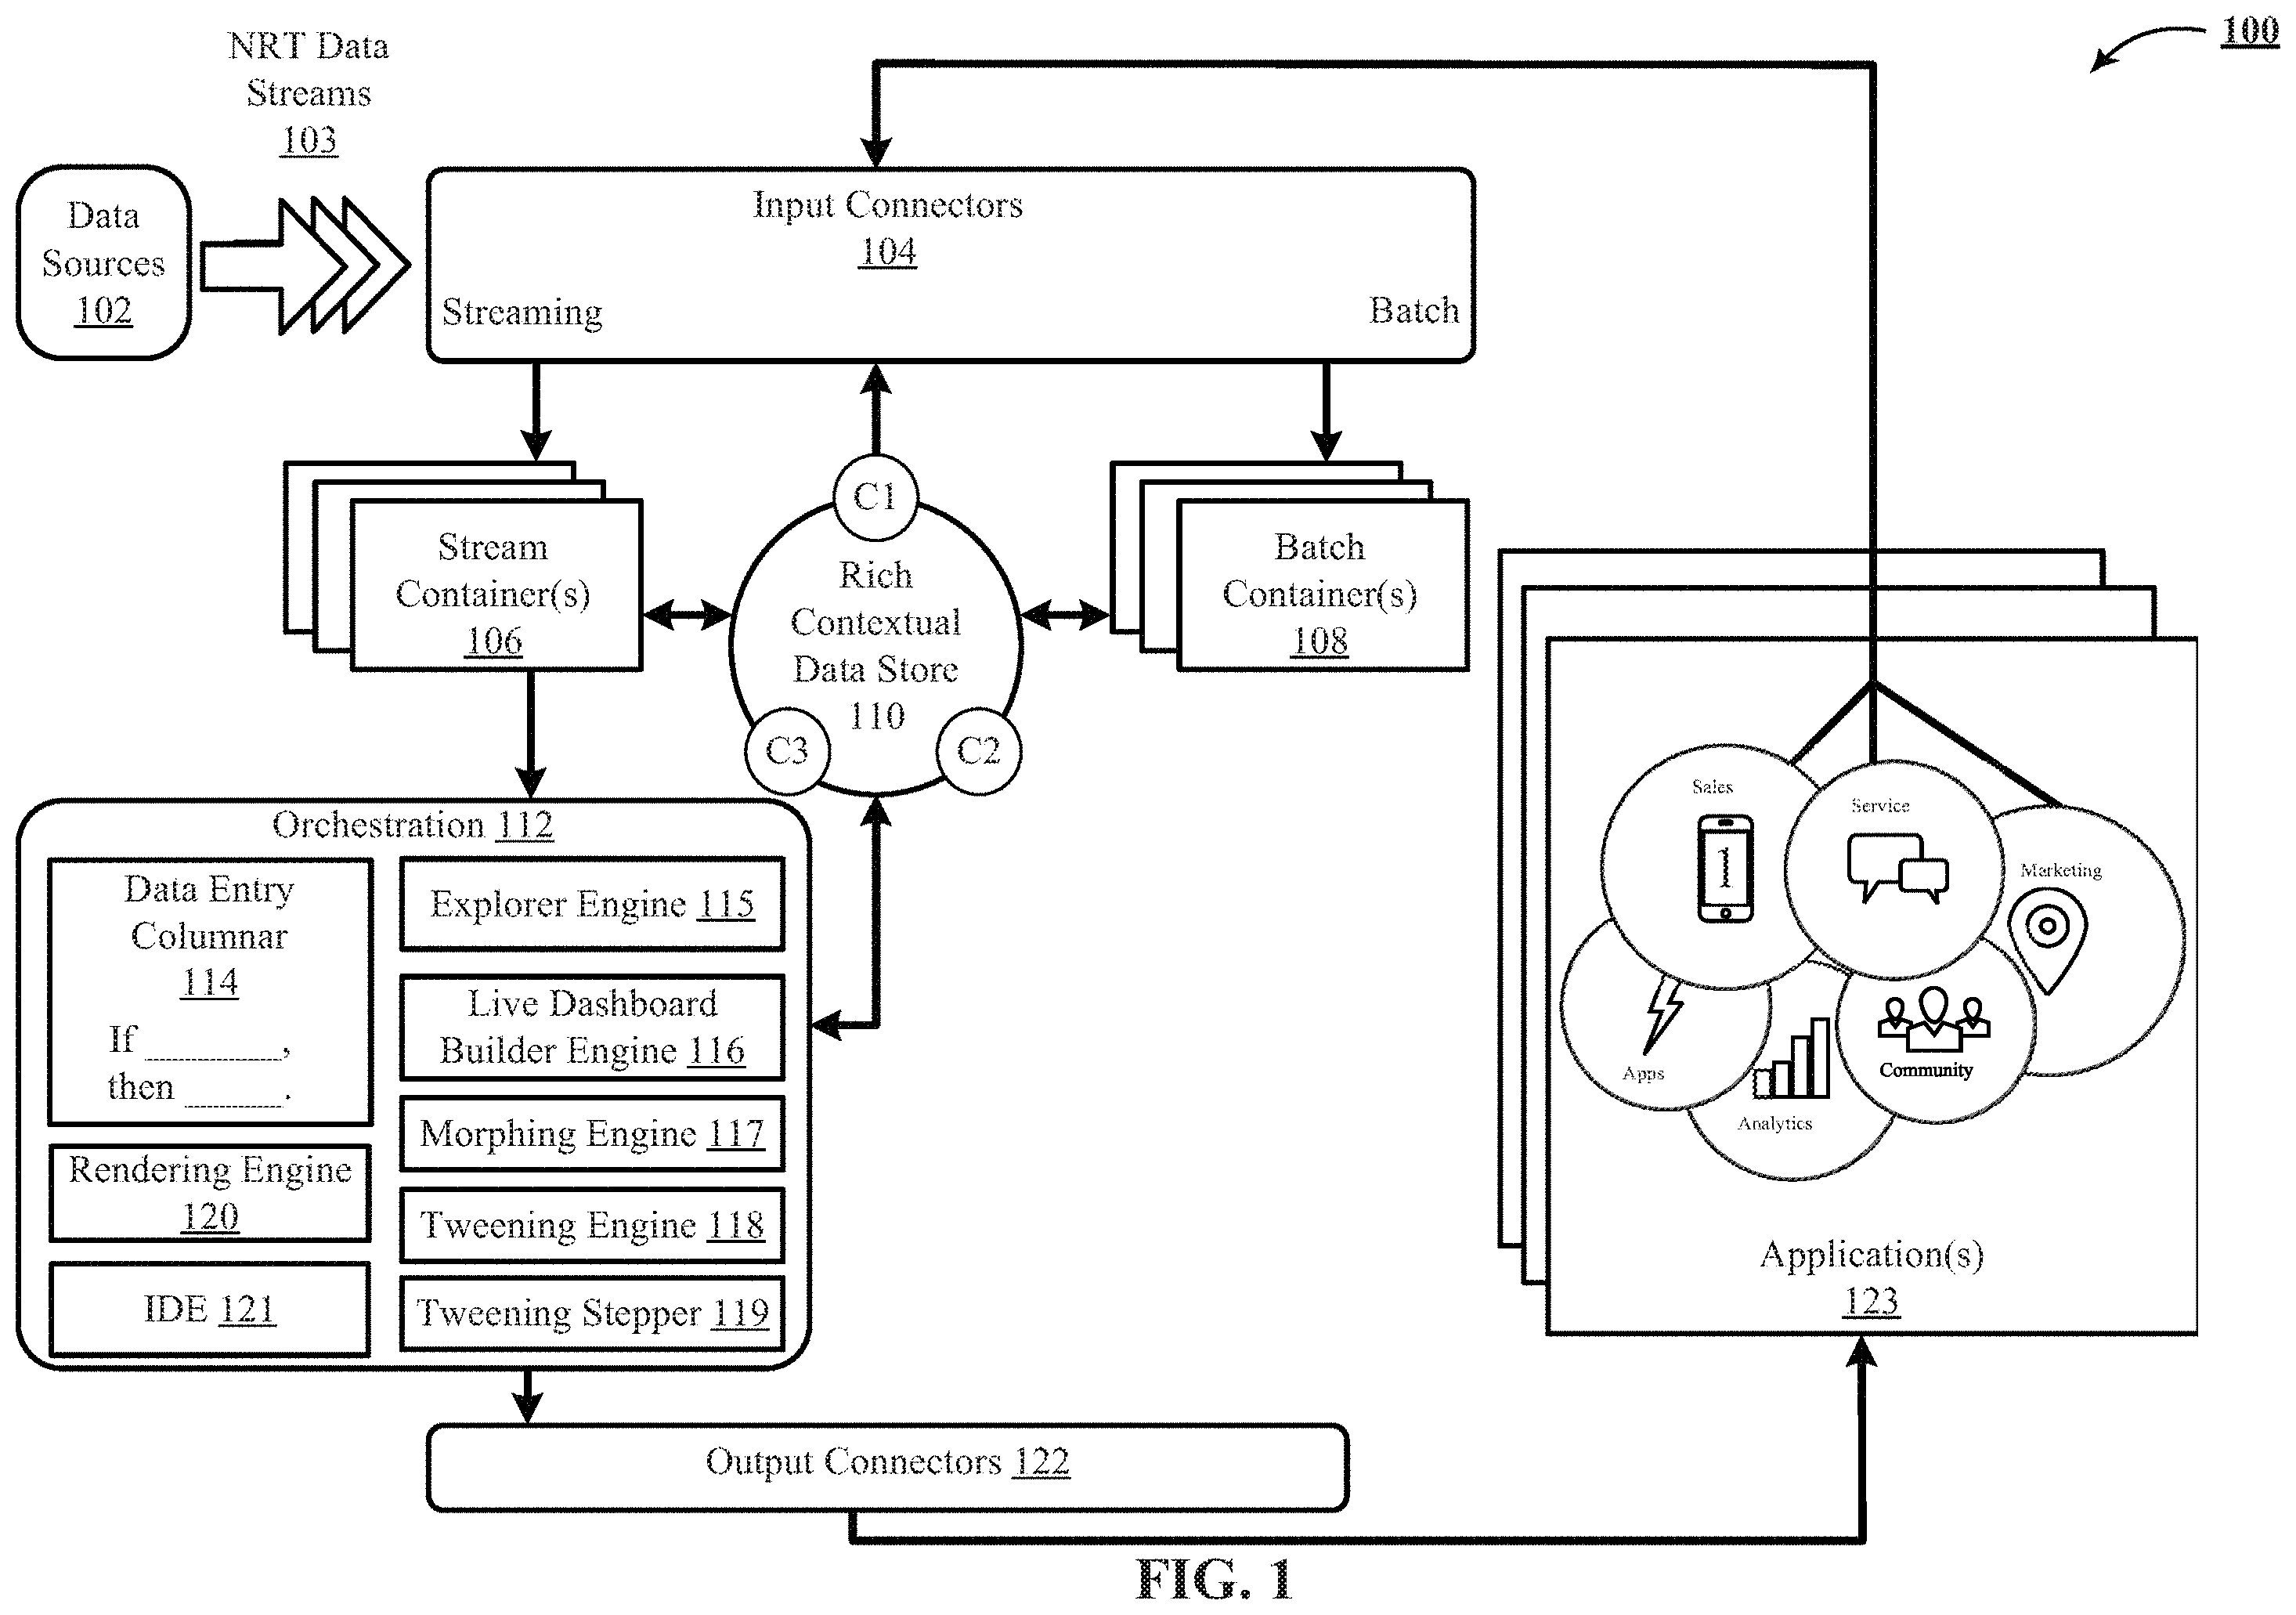 100
NRT Data
Streams
103
Data
Sources
102
Input Connectors
104
Streaming
Batch
C1
Stream
Container(s)
106
Rich
Contextual
Data Store
110
C3
C2
Batch
Container(s)
108
Orchestration 112
Data Entry
Columnar
114
If ____________,
then _________.
Rendering Engine
120
IDE 121
Explorer Engine 115
Live Dashboard
Builder Engine 116
Morphing Engine 117
Tweening Engine 118
Tweening Stepper 119
Output Connectors 122
Sales
1
Service
Marketing
Apps
Analytics
Community
Application(s)
123
FIG. 1